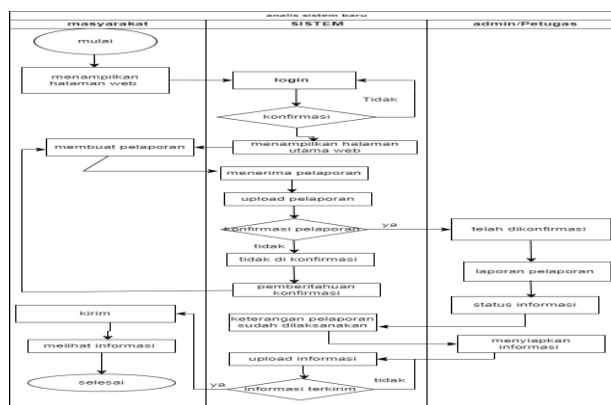 analis sistem baru
masyarakat
SISTEM
admin/Petugas
mulai
menampilkan
halaman web
login
Tidak
konfirmasi
menampilkan halaman
utama web
membuat pelaporan
menerima pelaporan
upload pelaporan
konfirmasi pelaporan
ya
telah dikonfirmasi
tidak
tidak di konfirmasi
laporan pelaporan
pemberitahuan
konfirmasi
status informasi
kirim
keterangan pelaporan
sudah dilaksanakan
menyiapkan
informasi
melihat informasi
upload informasi
ya
informasi terkirim
tidak
selesai